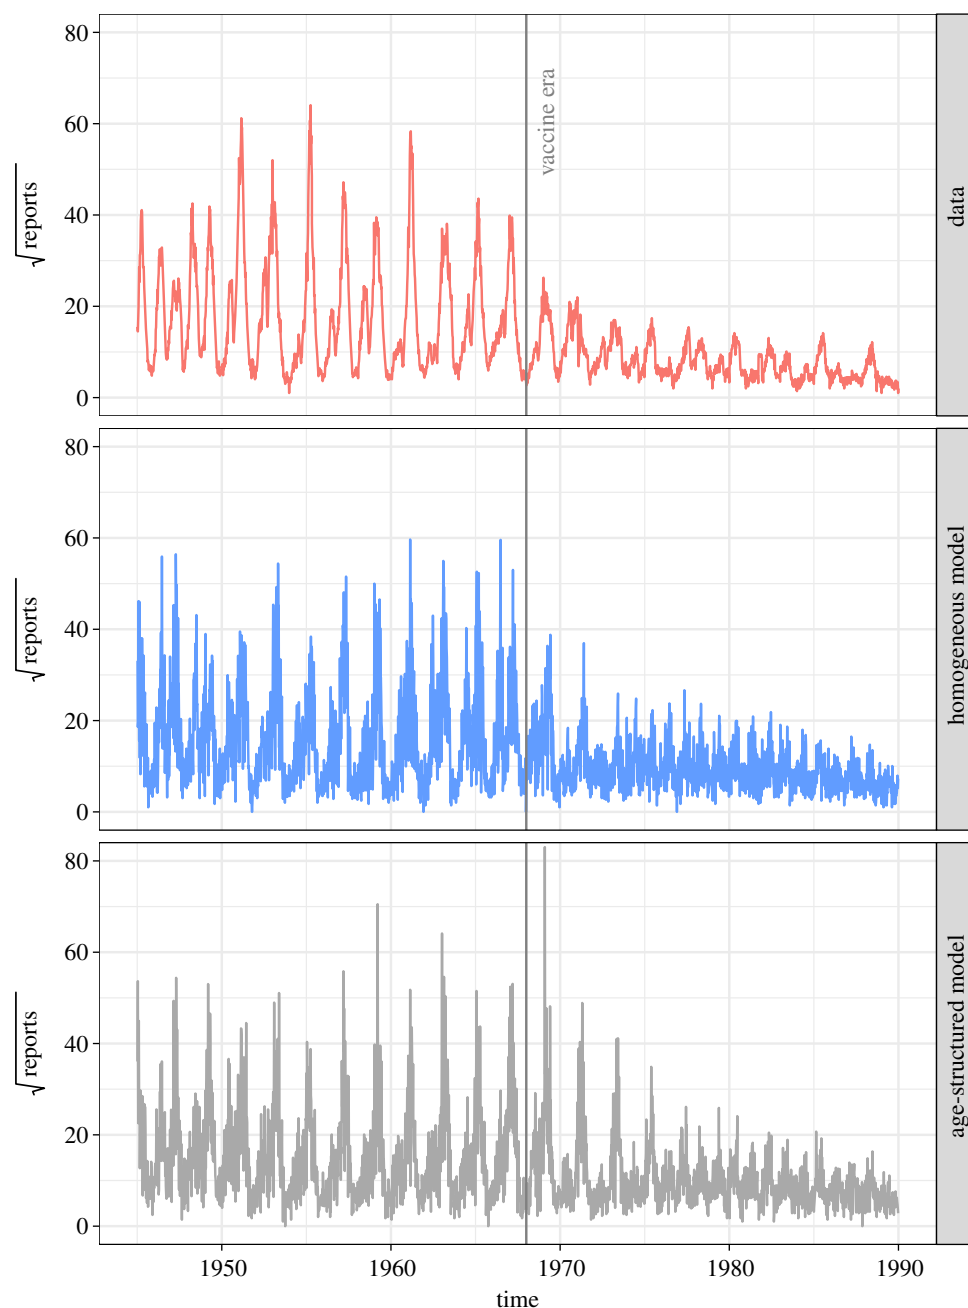 80
60
40
20
0
√reports
vaccine era
data
80
60
40
20
0
√reports
homogeneous model
80
60
40
20
0
√reports
age-structured model
1950
1960
1970
1980
1990
time